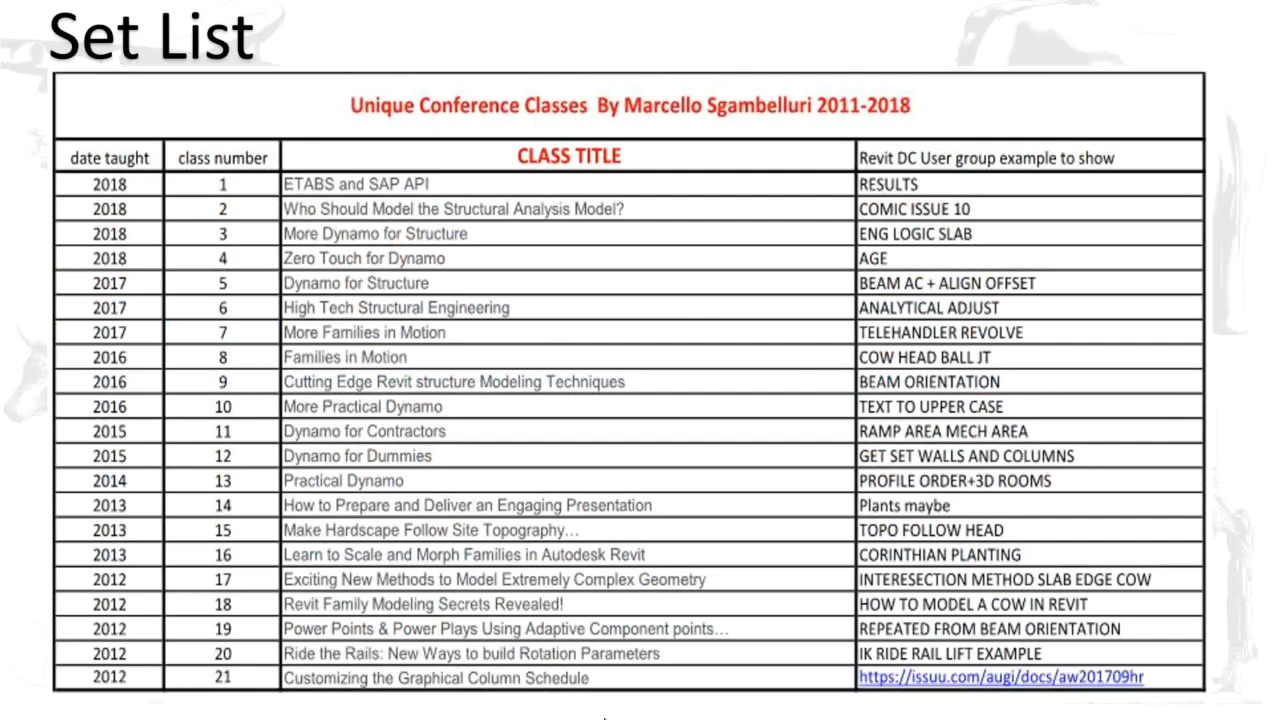 Set List
Unique Conference Classes By Marcello Sgambelluri 2011-2018
date taught class number CLASS TITLE Revit DC User group example to show
2018 1 ETABS and SAP API RESULTS
2018 2 Who Should Model the Structural Analysis Model? COMIC ISSUE 10
2018 3 More Dynamo for Structure ENG LOGIC SLAB
2018 4 Zero Touch for Dynamo AGE
2017 5 Dynamo for Structure BEAM AC + ALIGN OFFSET
2017 6 High Tech Structural Engineering ANALYTICAL ADJUST
2017 7 More Families in Motion TELEHANDLER REVOLVE
2016 8 Families in Motion COW HEAD BALL JT
2016 9 Cutting Edge Revit structure Modeling Techniques BEAM ORIENTATION
2016 10 More Practical Dynamo TEXT TO UPPER CASE
2015 11 Dynamo for Contractors RAMP AREA MECH AREA
2015 12 Dynamo for Dummies GET SET WALLS AND COLUMNS
2014 13 Practical Dynamo PROFILE ORDER+3D ROOMS
2013 14 How to Prepare and Deliver an Engaging Presentation Plants maybe
2013 15 Make Hardscape Follow Site Topography... TOPO FOLLOW HEAD
2013 16 Learn to Scale and Morph Families in Autodesk Revit CORINTHIAN PLANTING
2012 17 Exciting New Methods to Model Extremely Complex Geometry INTERESECTION METHOD SLAB EDGE COW
2012 18 Revit Family Modeling Secrets Revealed! HOW TO MODEL A COW IN REVIT
2012 19 Power Points & Power Plays Using Adaptive Component points... REPEATED FROM BEAM ORIENTATION
2012 20 Ride the Rails: New Ways to build Rotation Parameters IK RIDE RAIL LIFT EXAMPLE
2012 21 Customizing the Graphical Column Schedule https://issuu.com/augi/docs/aw201709hr